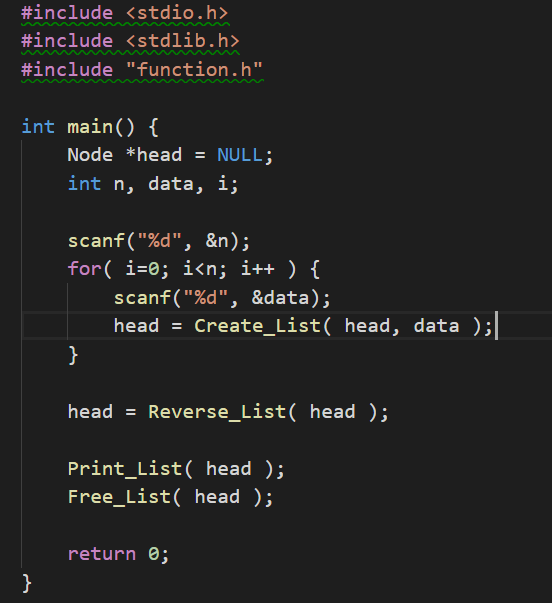 #include <stdio.h>
#include <stdlib.h>
#include "function.h"

int main() {
    Node *head = NULL;
    int n, data, i;

    scanf("%d", &n);
    for( i=0; i<n; i++ ) {
        scanf("%d", &data);
        head = Create_List( head, data );
    }

    head = Reverse_List( head );

    Print_List( head );
    Free_List( head );

    return 0;
}